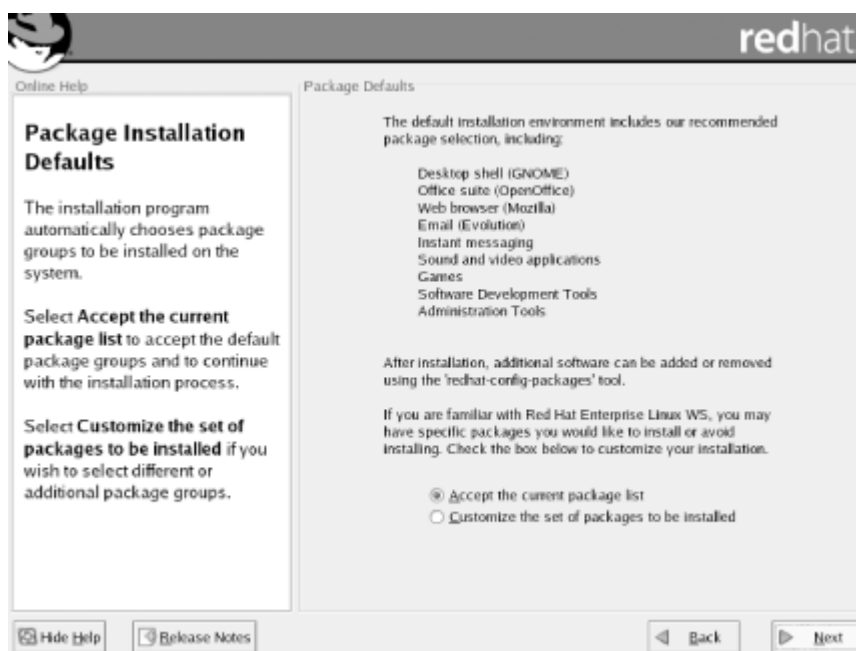 redhat
Online Help
Package Installation
Defaults
The installation program
automatically chooses package
groups to be installed on the
system.
Select Accept the current
package list to accept the default
package groups and to continue
with the installation process.
Select Customize the set of
packages to be installed if you
wish to select different or
additional package groups.
Package Defaults
The default installation environment includes our recommended
package selection, including:
Desktop shell (GNOME)
Office suite (OpenOffice)
Web browser (Mozilla)
Email (Evolution)
Instant messaging
Sound and video applications
Games
Software Development Tools
Administration Tools
After installation, additional software can be added or removed
using the 'redhat-config-packages' tool.
If you are familiar with Red Hat Enterprise Linux WS, you may
have specific packages you would like to install or avoid
installing. Check the box below to customize your installation.
Accept the current package list
Customize the set of packages to be installed
Hide Help
Release Notes
Back
Next